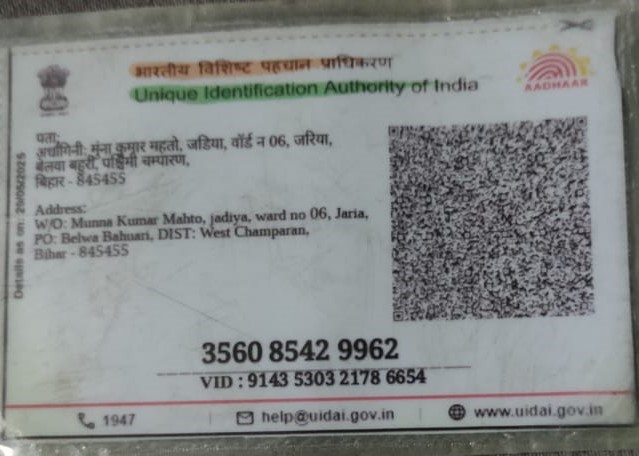 भारतीय विशिष्ट पहचान प्राधिकरण
Unique Identification Authority of India
AADHAAR
पता:
अर्धांगिनी: मुंना कुमार महतो, जडिया, वॉर्ड न 06, जरिया,
बेलवा बहुरी, पश्चिमी चम्पारण,
बिहार - 845455
Address:
W/O: Munna Kumar Mahto, jadiya, ward no 06, Jaria,
PO: Belwa Bahuari, DIST: West Champaran,
Bihar - 845455
Details as on: 29/05/2025
3560 8542 9962
VID : 9143 5303 2178 6654
1947
help@uidai.gov.in
www.uidai.gov.in